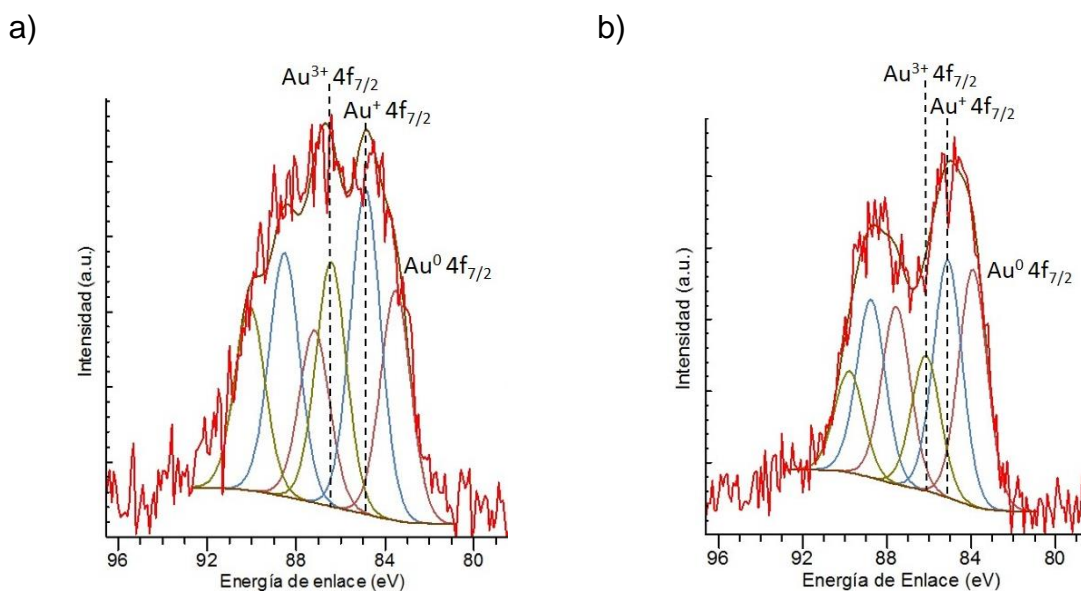 a)
Au³⁺ 4f₇/₂
Au⁺ 4f₇/₂
Au⁰ 4f₇/₂
Intensidad (a.u.)
96 92 88 84 80
Energía de enlace (eV)
b)
Au³⁺ 4f₇/₂
Au⁺ 4f₇/₂
Au⁰ 4f₇/₂
Intensidad (a.u.)
96 92 88 84 80
Energía de Enlace (eV)